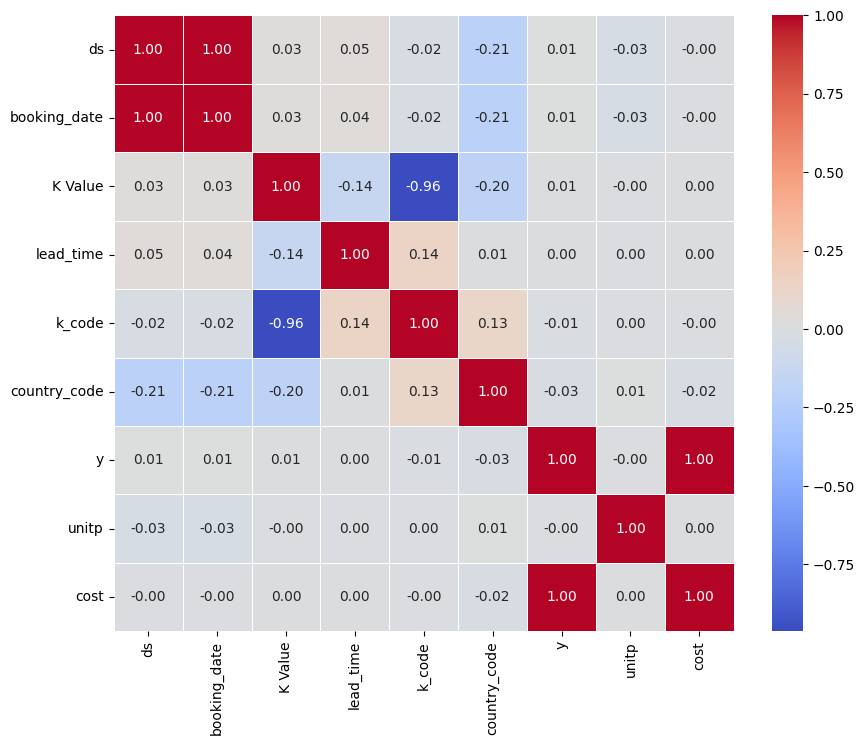 ds 1.00 1.00 0.03 0.05 -0.02 -0.21 0.01 -0.03 -0.00
booking_date 1.00 1.00 0.03 0.04 -0.02 -0.21 0.01 -0.03 -0.00
K Value 0.03 0.03 1.00 -0.14 -0.96 -0.20 0.01 -0.00 0.00
lead_time 0.05 0.04 -0.14 1.00 0.14 0.01 0.00 0.00 0.00
k_code -0.02 -0.02 -0.96 0.14 1.00 0.13 -0.01 0.00 -0.00
country_code -0.21 -0.21 -0.20 0.01 0.13 1.00 -0.03 0.01 -0.02
y 0.01 0.01 0.01 0.00 -0.01 -0.03 1.00 -0.00 1.00
unitp -0.03 -0.03 -0.00 0.00 0.00 0.01 -0.00 1.00 0.00
cost -0.00 -0.00 0.00 0.00 -0.00 -0.02 1.00 0.00 1.00
ds booking_date K Value lead_time k_code country_code y unitp cost
1.00
0.75
0.50
0.25
0.00
−0.25
−0.50
−0.75